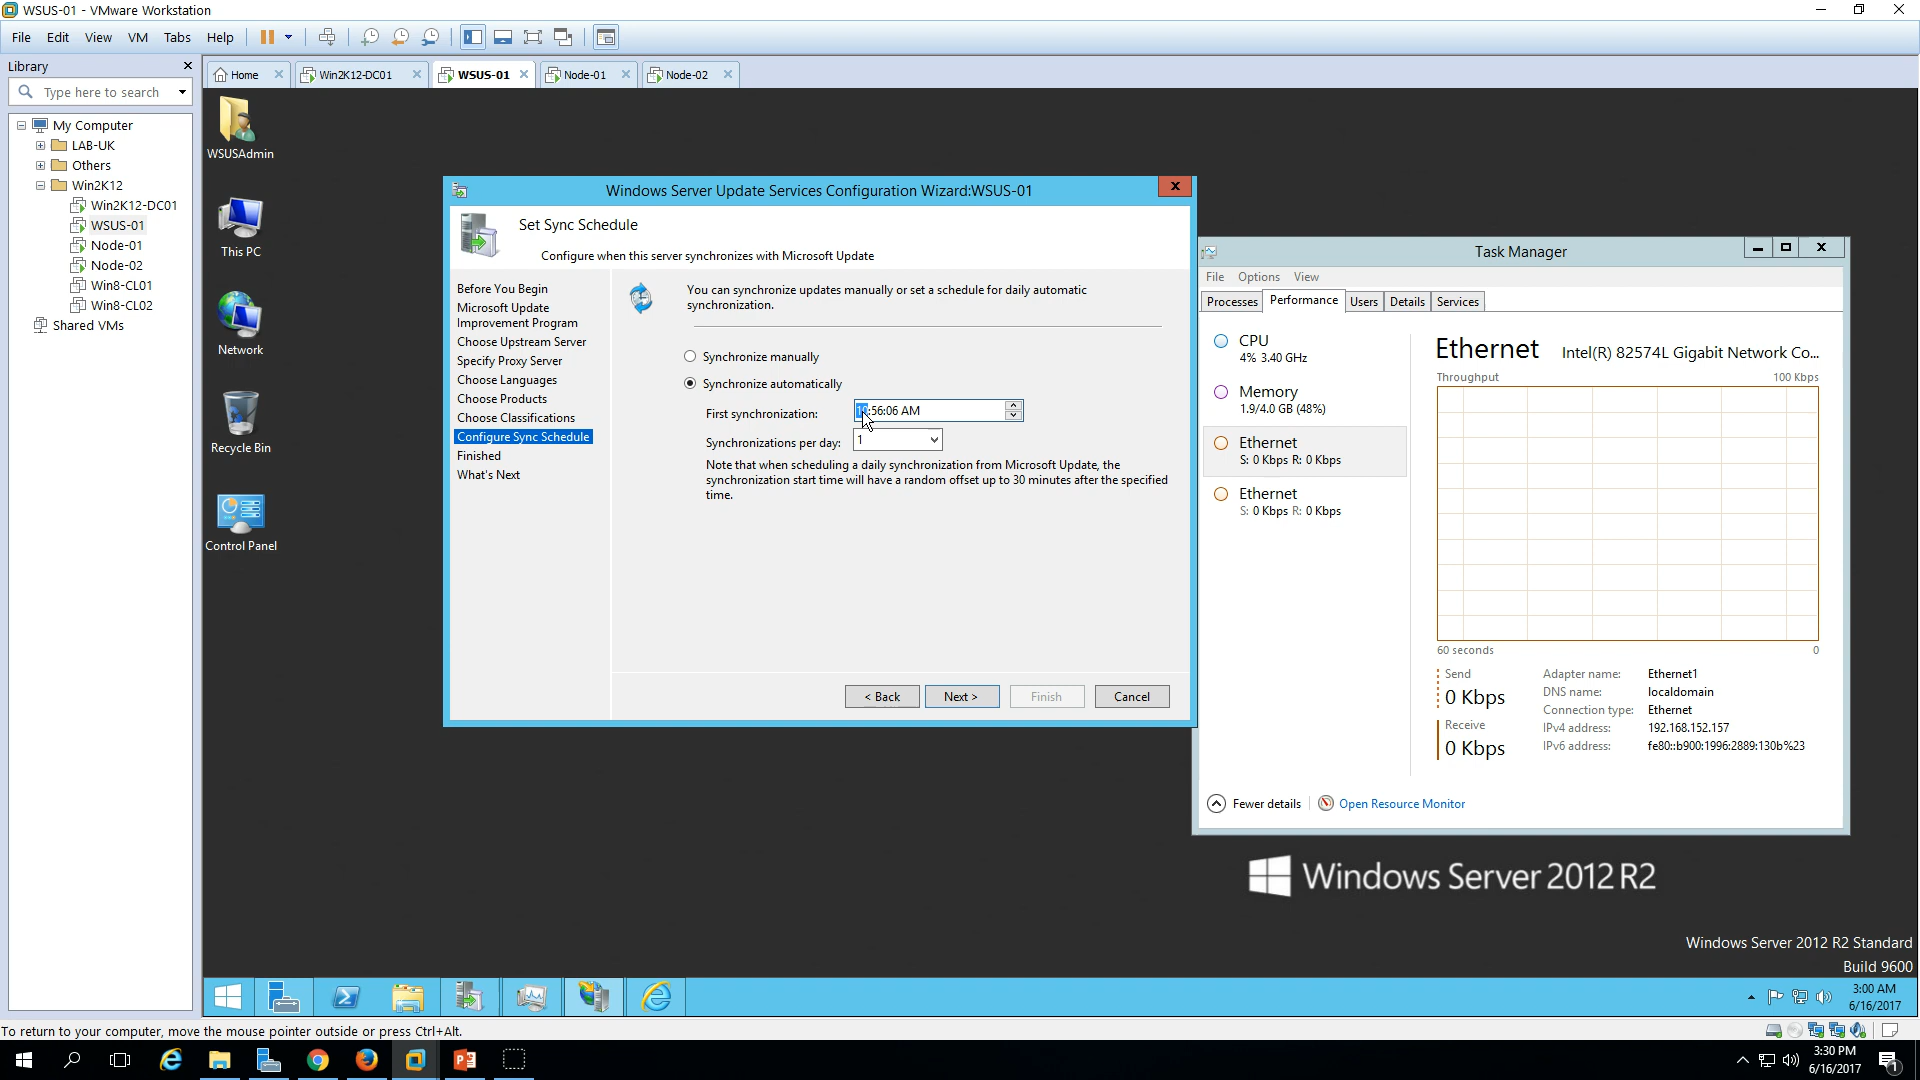 WSUS-01 - VMware Workstation
File Edit View VM Tabs Help
Library
Type here to search
My Computer
LAB-UK
Others
Win2K12
Win2K12-DC01
WSUS-01
Node-01
Node-02
Win8-CL01
Win8-CL02
Shared VMs
Home
Win2K12-DC01
WSUS-01
Node-01
Node-02
WSUSAdmin
This PC
Network
Recycle Bin
Control Panel
Windows Server Update Services Configuration Wizard:WSUS-01
x
Set Sync Schedule
Configure when this server synchronizes with Microsoft Update
Before You Begin
Microsoft Update
Improvement Program
Choose Upstream Server
Specify Proxy Server
Choose Languages
Choose Products
Choose Classifications
Configure Sync Schedule
Finished
What's Next
You can synchronize updates manually or set a schedule for daily automatic
synchronization.
Synchronize manually
Synchronize automatically
First synchronization:
:56:06 AM
Synchronizations per day:
1
Note that when scheduling a daily synchronization from Microsoft Update, the
synchronization start time will have a random offset up to 30 minutes after the specified
time.
< Back
Next >
Finish
Cancel
Task Manager
File Options View
Processes Performance Users Details Services
CPU
4% 3.40 GHz
Memory
1.9/4.0 GB (48%)
Ethernet
S: 0 Kbps R: 0 Kbps
Ethernet
S: 0 Kbps R: 0 Kbps
Ethernet Intel(R) 82574L Gigabit Network Co...
Throughput 100 Kbps
60 seconds 0
Send
0 Kbps
Receive
0 Kbps
Adapter name: Ethernet1
DNS name: localdomain
Connection type: Ethernet
IPv4 address: 192.168.152.157
IPv6 address: fe80::b900:1996:2889:130b%23
Fewer details
Open Resource Monitor
Windows Server 2012 R2
Windows Server 2012 R2 Standard
Build 9600
3:00 AM
6/16/2017
To return to your computer, move the mouse pointer outside or press Ctrl+Alt.
3:30 PM
6/16/2017
1